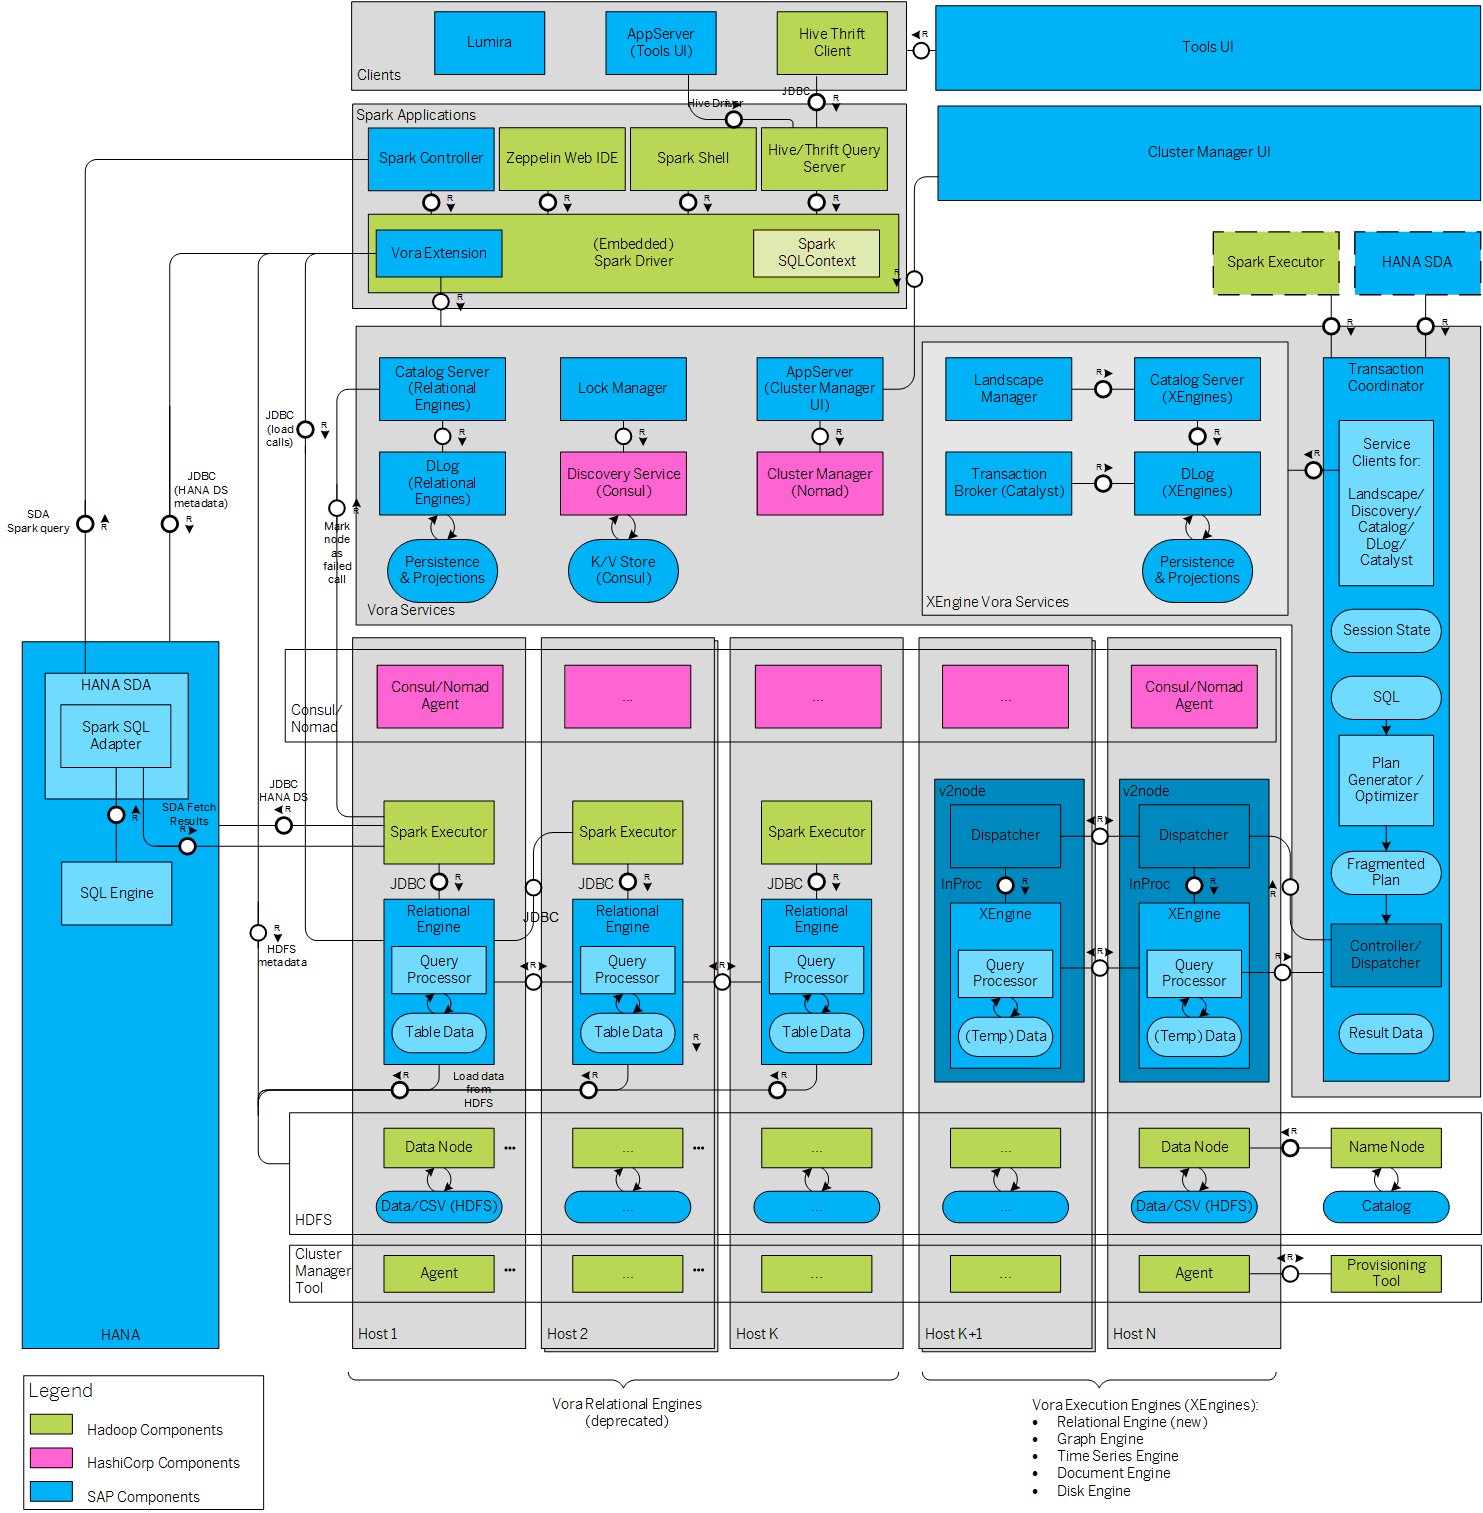 Lumira
AppServer
(Tools UI)
Hive Thrift
Client
Clients
R
Tools UI
JDBC
R
Hive Driver
Spark Applications
Spark Controller
Zeppelin Web IDE
Spark Shell
Hive/Thrift Query
Server
Cluster Manager UI
R
R
R
R
Vora Extension
(Embedded)
Spark Driver
Spark
SQLContext
R
R
Spark Executor
HANA SDA
R
R
Catalog Server
(Relational
Engines)
Lock Manager
AppServer
(Cluster Manager
UI)
Landscape
Manager
R
Catalog Server
(XEngines)
Transaction
Coordinator
JDBC
(load
calls)
R
R
R
R
R
DLog
(Relational
Engines)
Discovery Service
(Consul)
Cluster Manager
(Nomad)
Transaction
Broker (Catalyst)
R
DLog
(XEngines)
R
Service
Clients for:
Landscape/
Discovery/
Catalog/
DLog/
Catalyst
JDBC
(HANA DS
metadata)
R
SDA
Spark query
R
R
Mark
node
as
failed
call
Persistence
& Projections
K/V Store
(Consul)
Persistence
& Projections
Vora Services
XEngine Vora Services
Session State
HANA SDA
Spark SQL
Adapter
Consul/
Nomad
Consul/Nomad
Agent
...
...
...
Consul/Nomad
Agent
SQL
Plan
Generator /
Optimizer
JDBC
HANA DS
R
SDA Fetch
Results
R
R
SQL Engine
Spark Executor
Spark Executor
Spark Executor
v2node
v2node
Dispatcher
R
Dispatcher
Fragmented
Plan
JDBC
R
JDBC
R
JDBC
R
InProc
R
InProc
R
R
JDBC
Relational
Engine
Relational
Engine
Relational
Engine
XEngine
XEngine
R
HDFS
metadata
Query
Processor
R
Query
Processor
R
Query
Processor
Query
Processor
R
Query
Processor
R
Controller/
Dispatcher
Table Data
Table Data
Table Data
(Temp) Data
(Temp) Data
Result Data
R
R
Load data
from
HDFS
R
R
Data Node
...
...
...
...
...
Data Node
R
Name Node
Data/CSV (HDFS)
...
...
...
Data/CSV (HDFS)
Catalog
HDFS
Cluster
Manager
Tool
Agent
...
...
...
...
...
Agent
R
Provisioning
Tool
HANA
Host 1
Host 2
Host K
Host K+1
Host N
Legend
Hadoop Components
HashiCorp Components
SAP Components
Vora Relational Engines
(deprecated)
Vora Execution Engines (XEngines):
• Relational Engine (new)
• Graph Engine
• Time Series Engine
• Document Engine
• Disk Engine